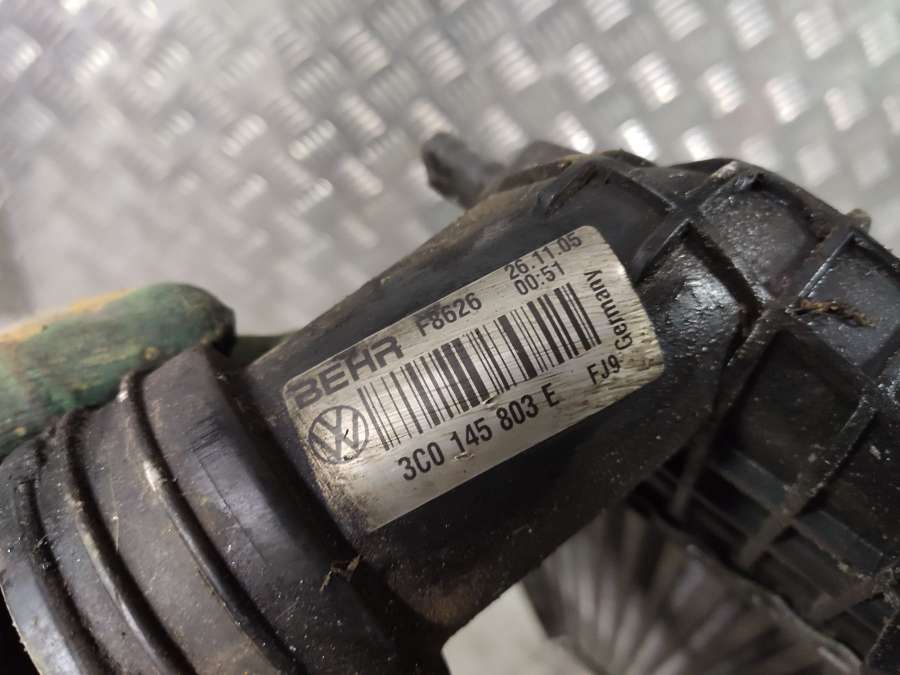 BEHR F8626 26.11.05
00:51
3C0 145 803 E FJ9 Germany